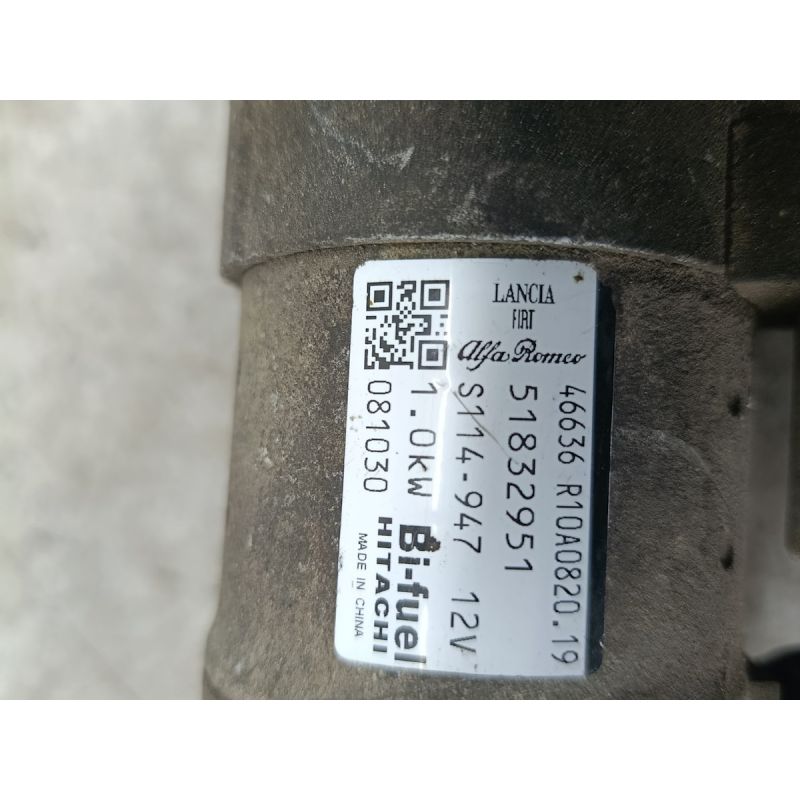 LANCIA
FIAT
Alfa Romeo
46636 R10A0820.19
51832951
S114-947 12V
1.0kW Bi-fuel
081030 HITACHI
MADE IN CHINA